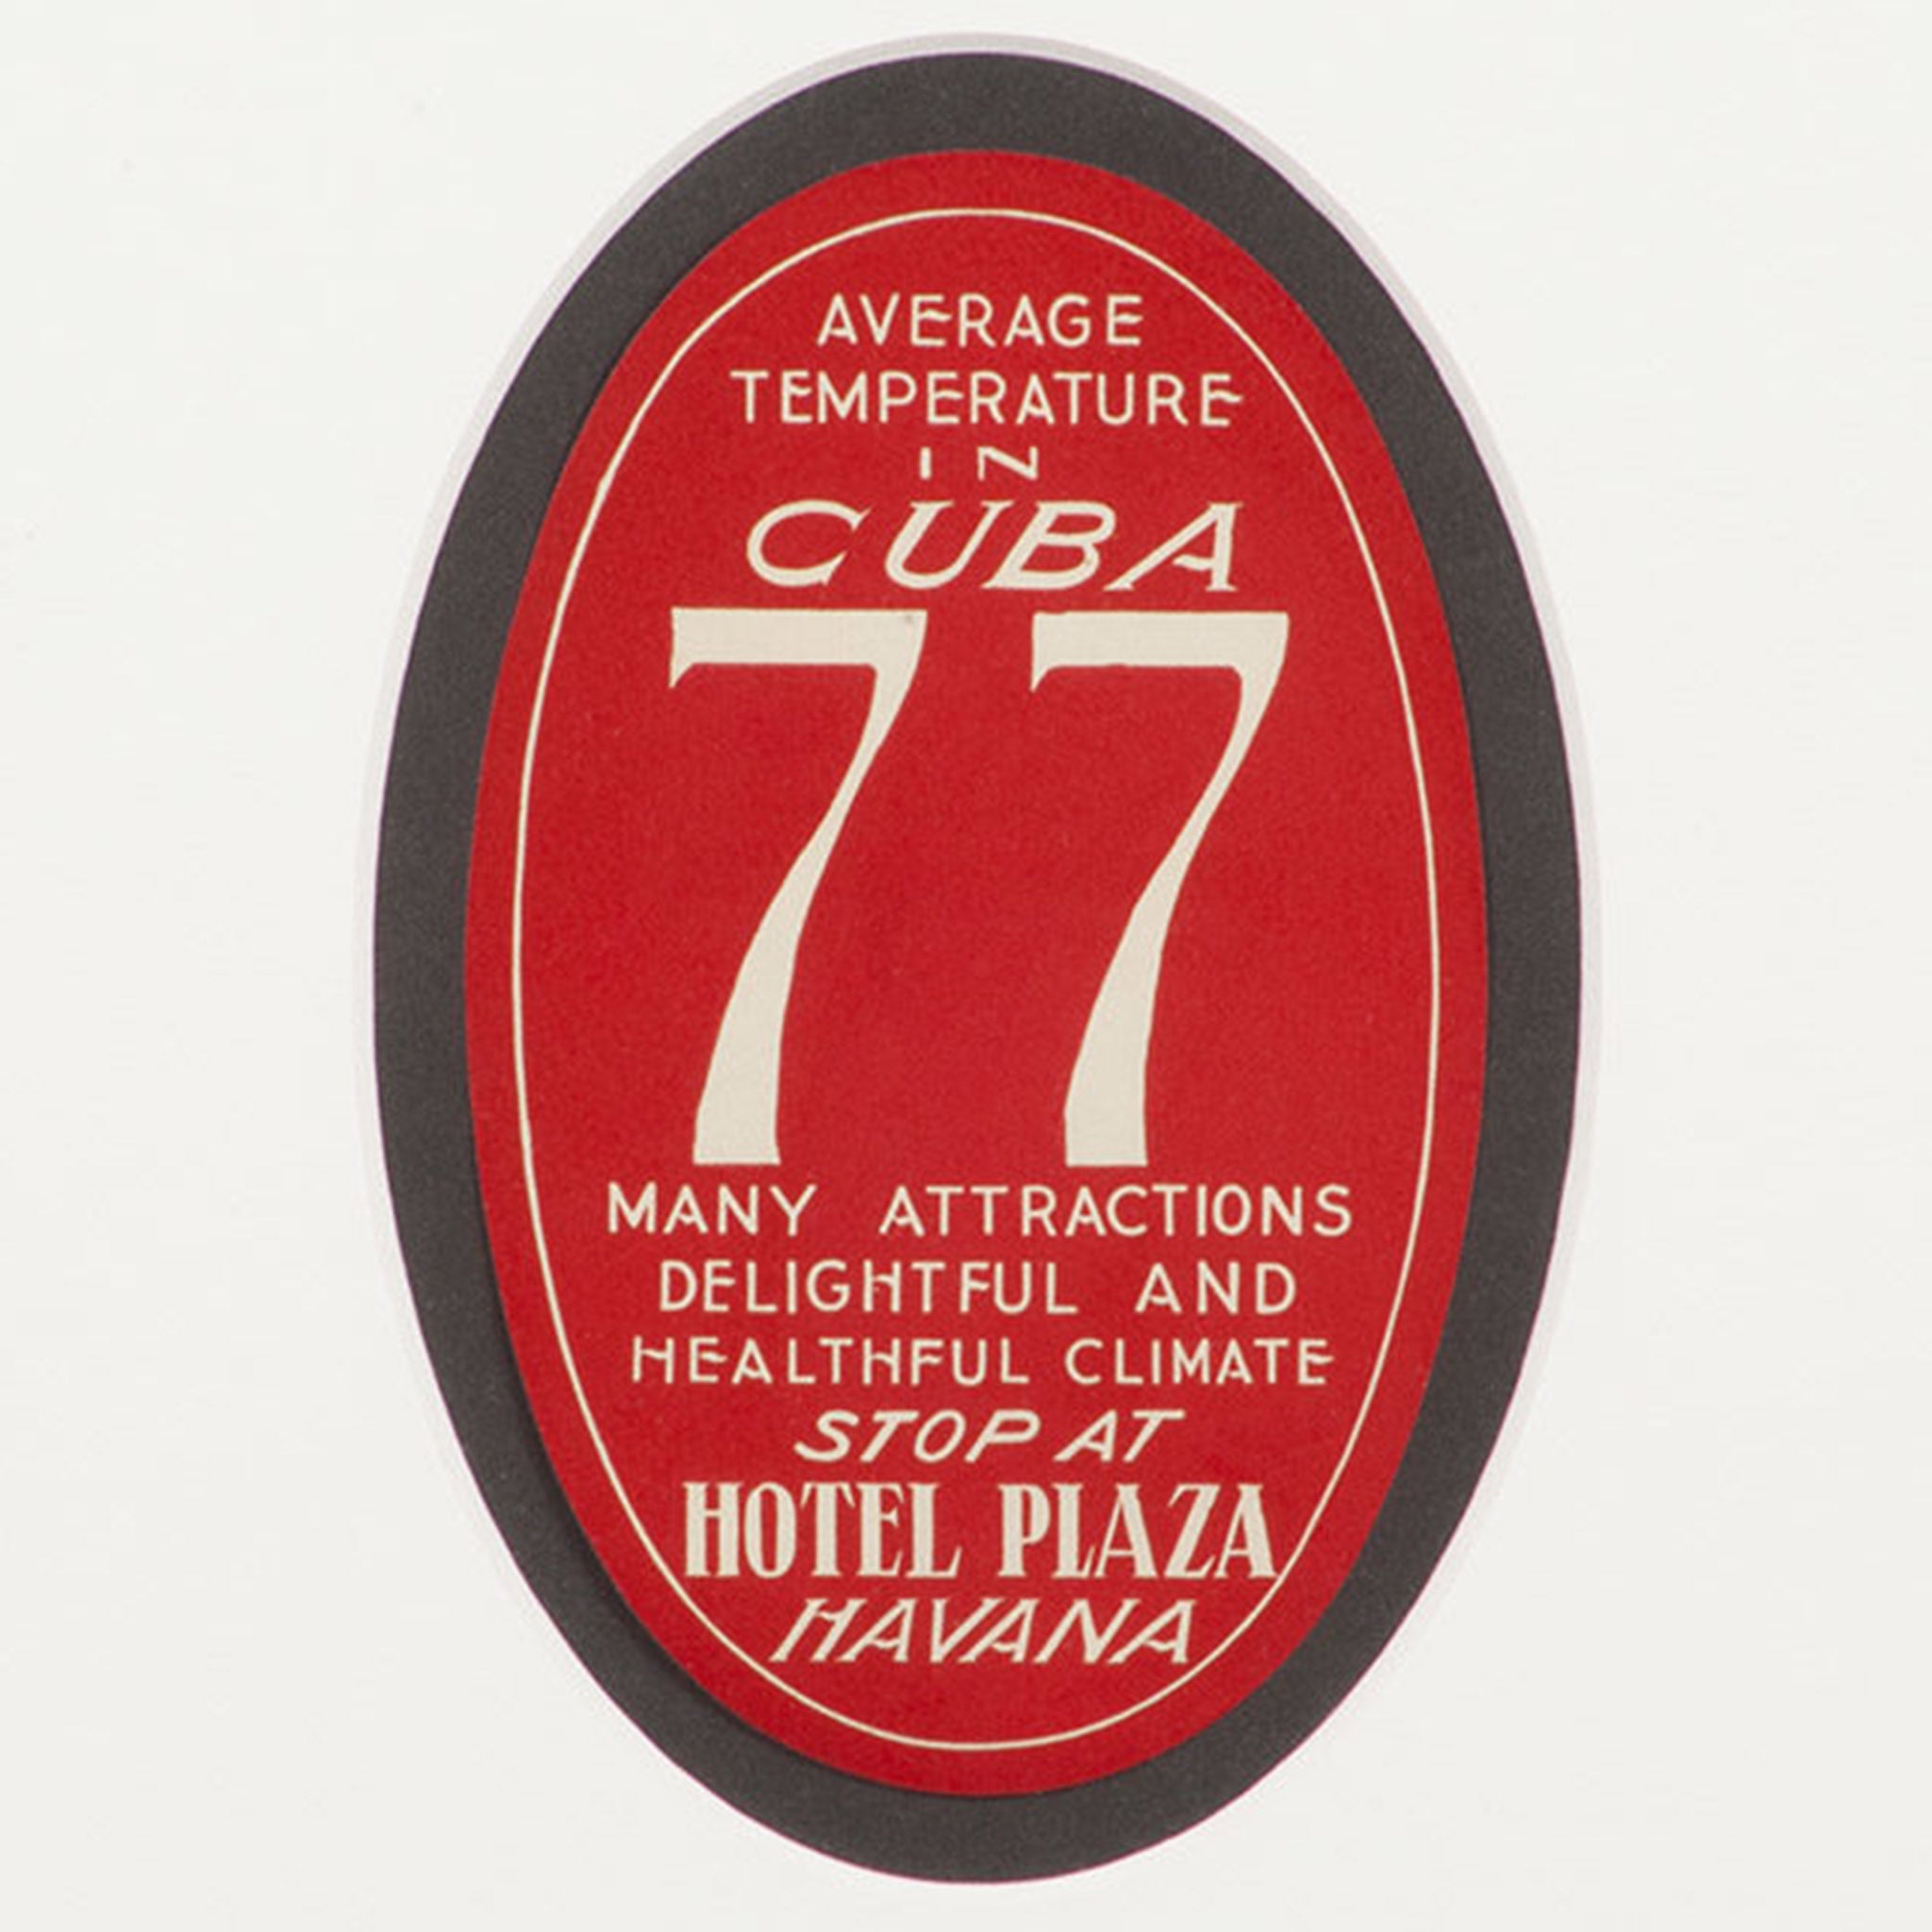 AVERAGE
TEMPERATURE
IN
CUBA
77
MANY ATTRACTIONS
DELIGHTFUL AND
HEALTHFUL CLIMATE
STOP AT
HOTEL PLAZA
HAVANA